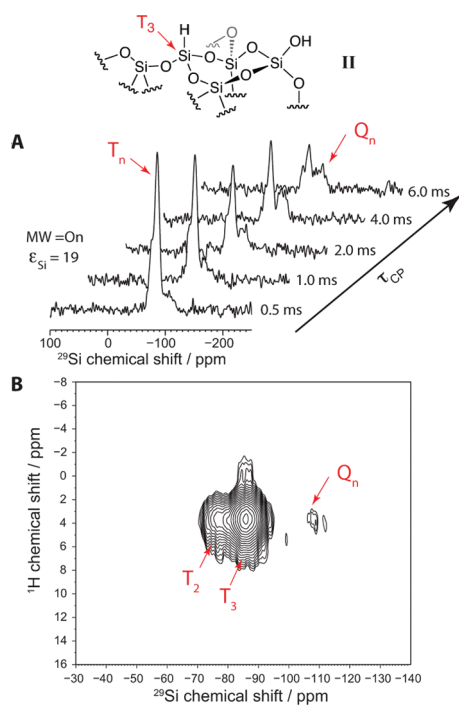 T3
H
O
OH
Si
O
Si
Si
Si
O
O
Si
O
O
II
A
Tn
Qn
6.0 ms
4.0 ms
MW =On
εSi = 19
2.0 ms
1.0 ms
0.5 ms
τCP
100 0 −100 −200
29Si chemical shift / ppm
B
−8
−6
−4
−2
0
2
4
6
8
10
12
14
16
1H chemical shift / ppm
Qn
T2
T3
−30 −40 −50 −60 −70 −80 −90 −100 −110 −120 −130 −140
29Si chemical shift / ppm